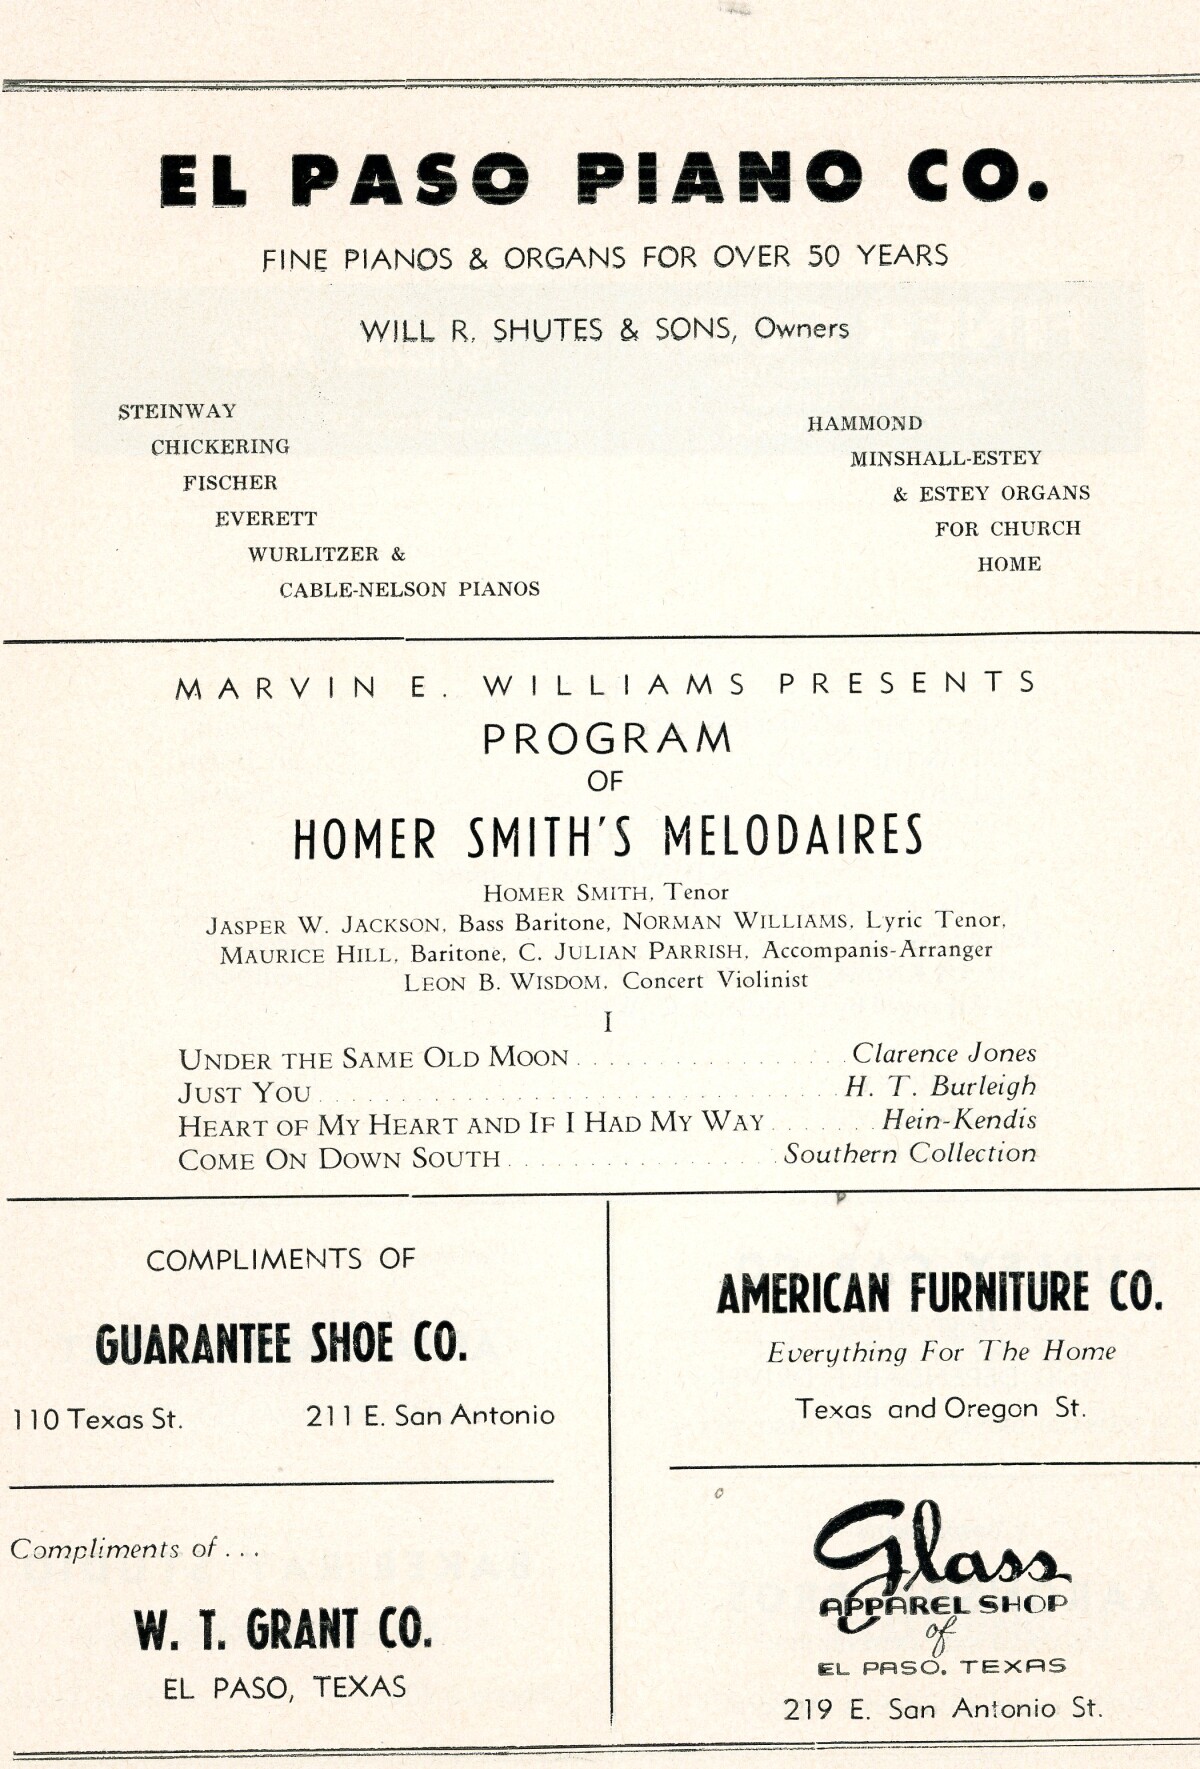 EL PASO PIANO CO.
FINE PIANOS & ORGANS FOR OVER 50 YEARS
WILL R. SHUTES & SONS, Owners
STEINWAY
CHICKERING
FISCHER
EVERETT
WURLITZER &
CABLE-NELSON PIANOS
HAMMOND
MINSHALL-ESTEY
& ESTEY ORGANS
FOR CHURCH
HOME
MARVIN E. WILLIAMS PRESENTS
PROGRAM
OF
HOMER SMITH'S MELODAIRES
HOMER SMITH, Tenor
JASPER W. JACKSON, Bass Baritone, NORMAN WILLIAMS, Lyric Tenor,
MAURICE HILL, Baritone, C. JULIAN PARRISH, Accompanis-Arranger
LEON B. WISDOM, Concert Violinist
I
UNDER THE SAME OLD MOON . . . . . . . . . . . . . . . . Clarence Jones
JUST YOU . . . . . . . . . . . . . . . . . . . . . . . . . . . . . . H. T. Burleigh
HEART OF MY HEART AND IF I HAD MY WAY . . . . . . . Hein-Kendis
COME ON DOWN SOUTH . . . . . . . . . . . . . . . . Southern Collection
COMPLIMENTS OF
GUARANTEE SHOE CO.
110 Texas St. 211 E. San Antonio
AMERICAN FURNITURE CO.
Everything For The Home
Texas and Oregon St.
Compliments of . . .
W. T. GRANT CO.
EL PASO, TEXAS
Glass
APPAREL SHOP
of
EL PASO, TEXAS
219 E. San Antonio St.